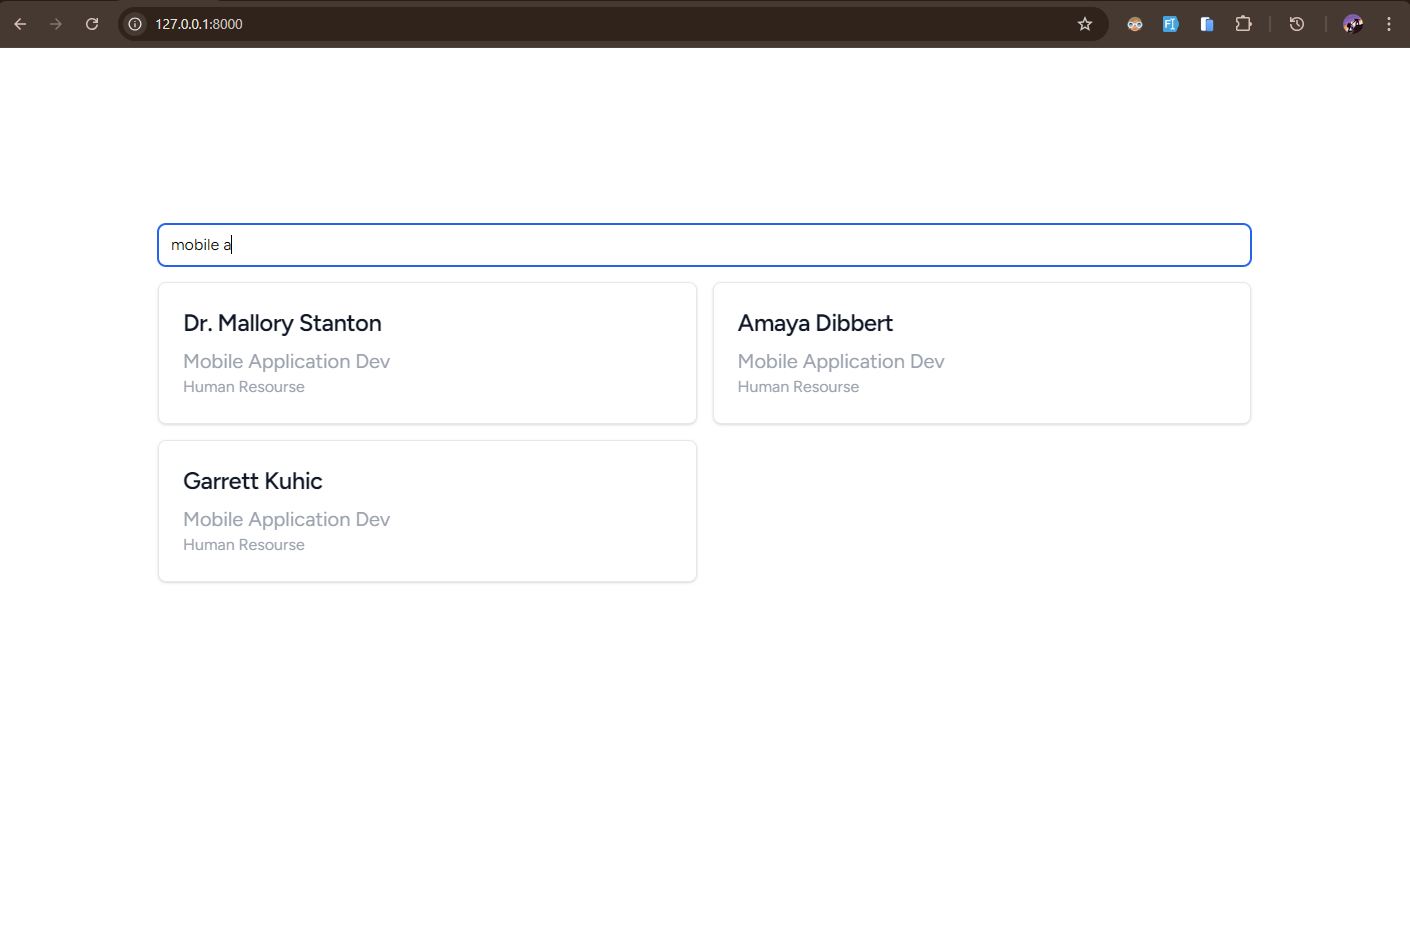 127.0.0.1:8000
mobile a
Dr. Mallory Stanton
Mobile Application Dev
Human Resourse
Amaya Dibbert
Mobile Application Dev
Human Resourse
Garrett Kuhic
Mobile Application Dev
Human Resourse